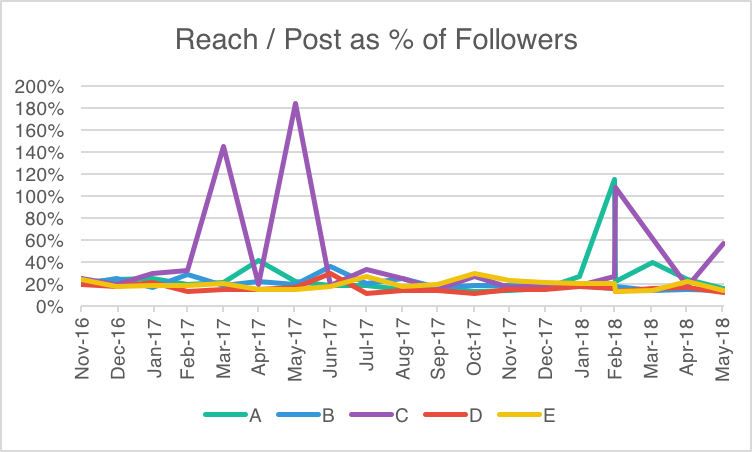 Reach / Post as % of Followers
200%
180%
160%
140%
120%
100%
80%
60%
40%
20%
0%
Nov-16
Dec-16
Jan-17
Feb-17
Mar-17
Apr-17
May-17
Jun-17
Jul-17
Aug-17
Sep-17
Oct-17
Nov-17
Dec-17
Jan-18
Feb-18
Mar-18
Apr-18
May-18
A B C D E